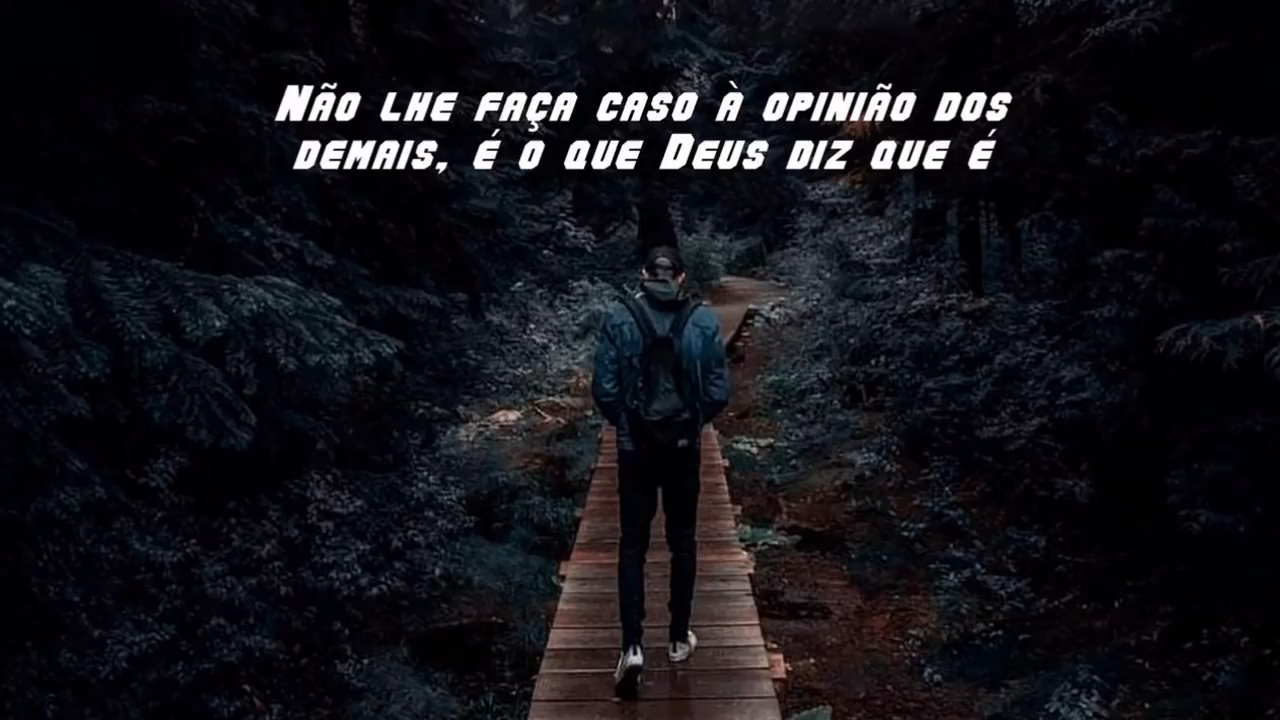 Não lhe faça caso à opinião dos
demais, é o que Deus diz que é